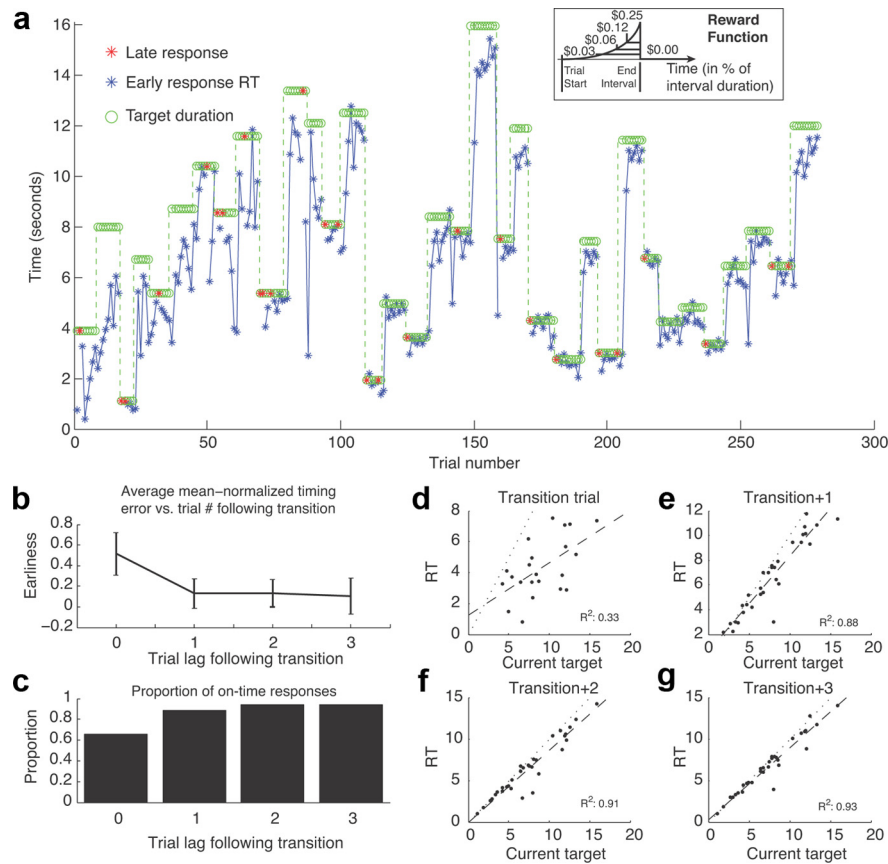 a
16
14
12
10
8
6
4
2
0
Time (seconds)
Late response
Early response RT
Target duration
$0.25
$0.12
$0.06
$0.03
$0.00
Reward
Function
Trial
Start
End
Interval
Time (in % of
interval duration)
0 50 100 150 200 250 300
Trial number
b
Average mean-normalized timing
error vs. trial # following transition
Earliness
0.8
0.6
0.4
0.2
0
−0.2
0 1 2 3
Trial lag following transition
c
Proportion of on-time responses
Proportion
1
0.8
0.6
0.4
0.2
0
0 1 2 3
Trial lag following transition
d
Transition trial
RT
8
6
4
2
0
R²: 0.33
0 5 10 15 20
Current target
e
Transition+1
RT
12
10
8
6
4
2
R²: 0.88
0 5 10 15 20
Current target
f
Transition+2
RT
15
10
5
0
R²: 0.91
0 5 10 15 20
Current target
g
Transition+3
RT
15
10
5
0
R²: 0.93
0 5 10 15 20
Current target